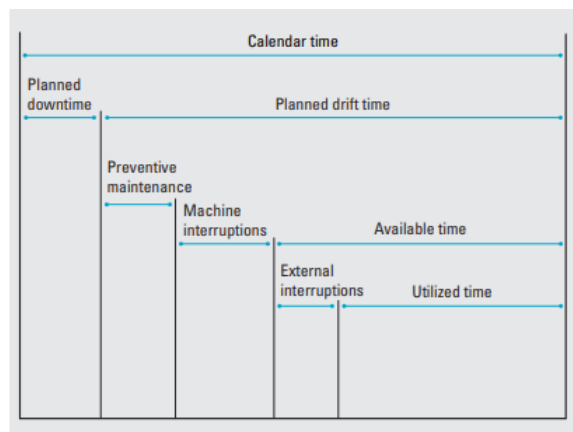 Calendar time
Planned
downtime
Planned drift time
Preventive
maintenance
Machine
interruptions
Available time
External
interruptions
Utilized time